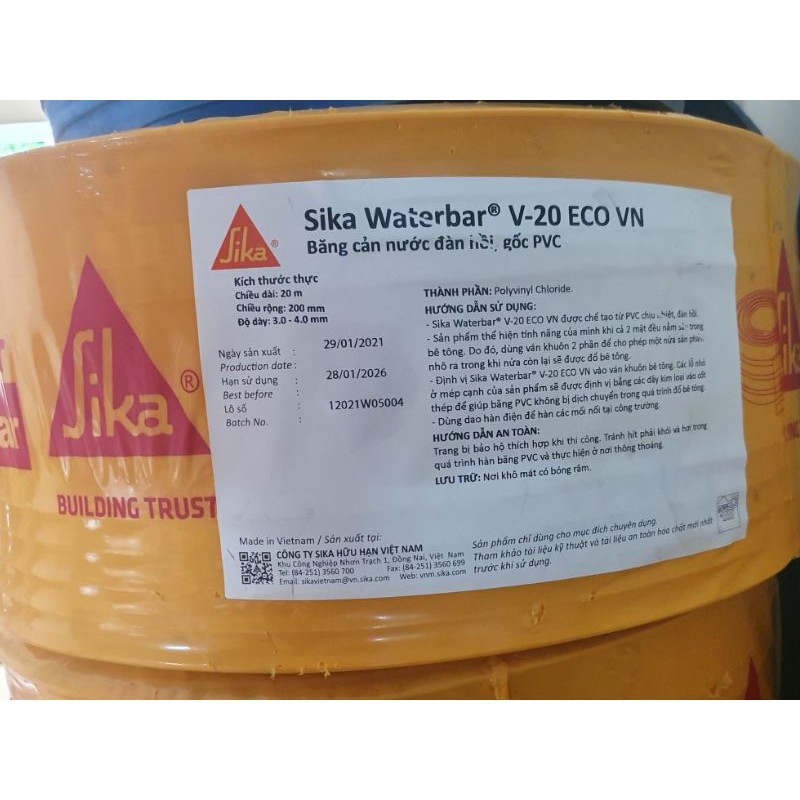 Sika®
Sika Waterbar® V-20 ECO VN
Băng cản nước đàn hồi, gốc PVC
Kích thước thực
Chiều dài: 20 m
Chiều rộng: 200 mm
Độ dày: 3.0 - 4.0 mm
Ngày sản xuất : 29/01/2021
Production date :
Hạn sử dụng : 28/01/2026
Best before :
Lô số : 12021W05004
Batch No. :
THÀNH PHẦN: Polyvinyl Chloride.
HƯỚNG DẪN SỬ DỤNG:
- Sika Waterbar® V-20 ECO VN được chế tạo từ PVC chịu nhiệt, đàn hồi.
- Sản phẩm thể hiện tính năng của mình khi cả 2 mặt đều nằm sẵn trong
bê tông. Do đó, dùng ván khuôn 2 phần để cho phép một nửa sản phẩm
nhô ra trong khi nửa còn lại sẽ được đổ bê tông.
- Định vị Sika Waterbar® V-20 ECO VN vào ván khuôn bê tông. Các lỗ nhỏ
ở mép cạnh của sản phẩm sẽ được định vị bằng các dây kim loại vào cốt
thép để giúp băng PVC không bị dịch chuyển trong quá trình đổ bê tông.
- Dùng dao hàn điện để hàn các mối nối tại công trường.
HƯỚNG DẪN AN TOÀN:
Trang bị bảo hộ thích hợp khi thi công. Tránh hít phải khói và hơi trong
quá trình hàn băng PVC và thực hiện ở nơi thông thoáng.
LƯU TRỮ: Nơi khô mát có bóng râm.
Made in Vietnam / Sản xuất tại:
CÔNG TY SIKA HỮU HẠN VIỆT NAM
Khu Công Nghiệp Nhơn Trạch 1, Đồng Nai, Việt Nam
Tel: (84-251) 3560 700 Fax: (84-251) 3560 699
Email: sikavietnam@vn.sika.com Web: vnm.sika.com
Sản phẩm chỉ dùng cho mục đích chuyên dụng.
Tham khảo tài liệu kỹ thuật và tài liệu an toàn hóa chất mới nhất
trước khi sử dụng.
Sika®
BUILDING TRUST
ar